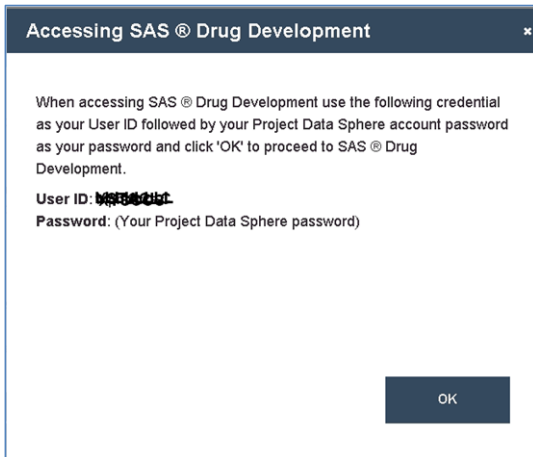 Accessing SAS ® Drug Development ×
When accessing SAS ® Drug Development use the following credential
as your User ID followed by your Project Data Sphere account password
as your password and click 'OK' to proceed to SAS ® Drug
Development.
User ID:
Password: (Your Project Data Sphere password)
OK